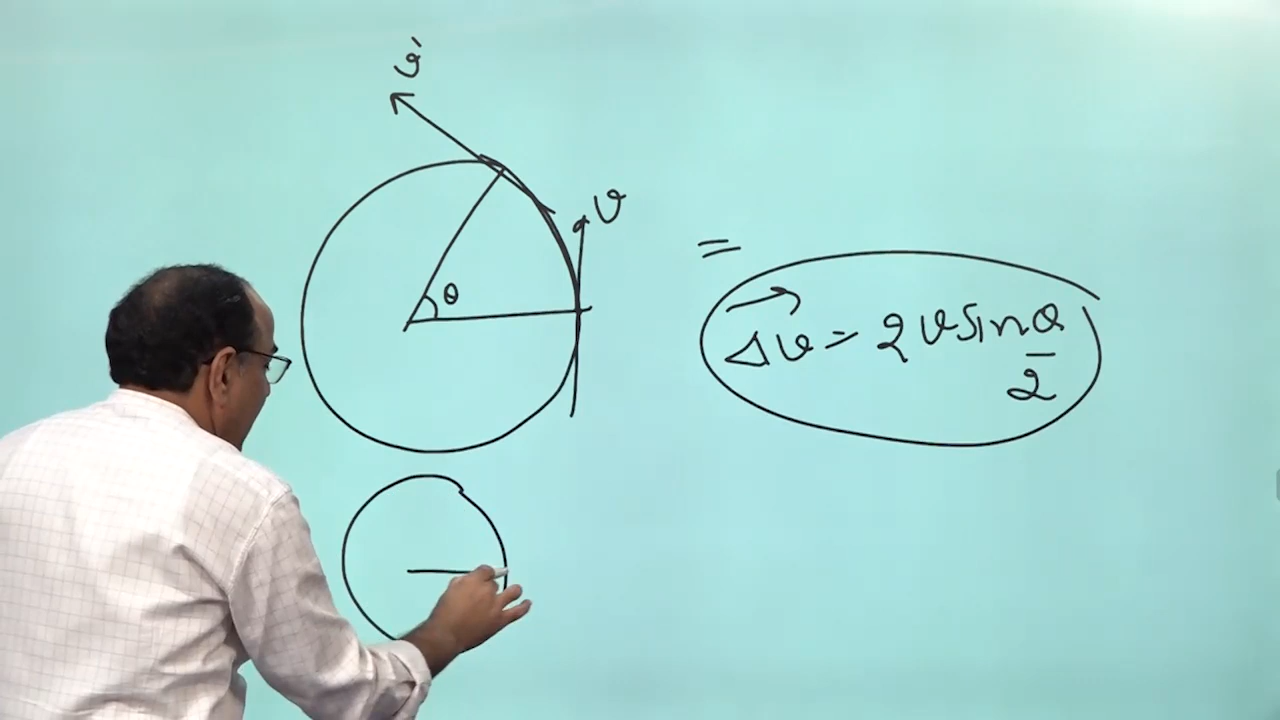 v'
v
θ
=
Δv = 2v sin θ/2